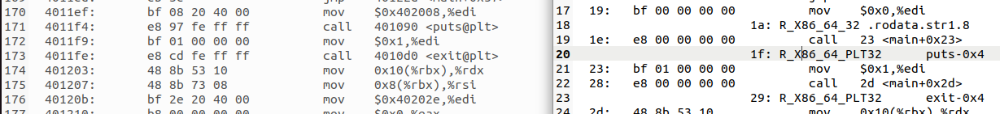 4011ed: jmp 40122d <main+0x57>
171 4011ef: bf 08 20 40 00 mov $0x402008,%edi
171 4011f4: e8 97 fe ff ff call 401090 <puts@plt>
172 4011f9: bf 01 00 00 00 mov $0x1,%edi
173 4011fe: e8 cd fe ff ff call 4010d0 <exit@plt>
174 401203: 48 8b 53 10 mov 0x10(%rbx),%rdx
175 401207: 48 8b 73 08 mov 0x8(%rbx),%rsi
176 40120b: bf 2e 20 40 00 mov $0x40202e,%edi
177 401210: b8 00 00 00 00 mov $0x0,%eax
17 19: bf 00 00 00 00 mov $0x0,%edi
18 1a: R_X86_64_32 .rodata.str1.8
19 1e: e8 00 00 00 00 call 23 <main+0x23>
20 1f: R_X86_64_PLT32 puts-0x4
21 23: bf 01 00 00 00 mov $0x1,%edi
22 28: e8 00 00 00 00 call 2d <main+0x2d>
23 29: R_X86_64_PLT32 exit-0x4
24 2d: 48 8b 53 10 mov 0x10(%rbx),%rdx